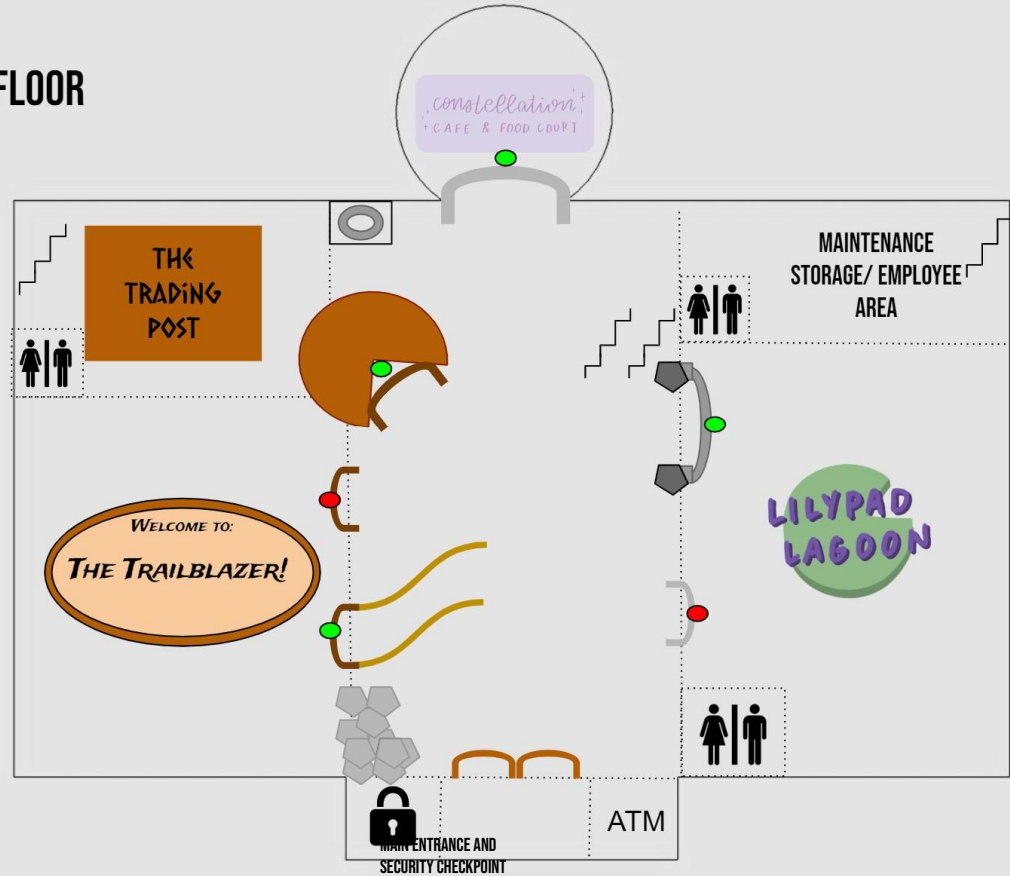 FLOOR
constellation
CAFE & FOOD COURT
THE
TRADING
POST
MAINTENANCE
STORAGE/ EMPLOYEE
AREA
WELCOME TO:
THE TRAILBLAZER!
LILYPAD
LAGOON
ATM
MAIN ENTRANCE AND
SECURITY CHECKPOINT